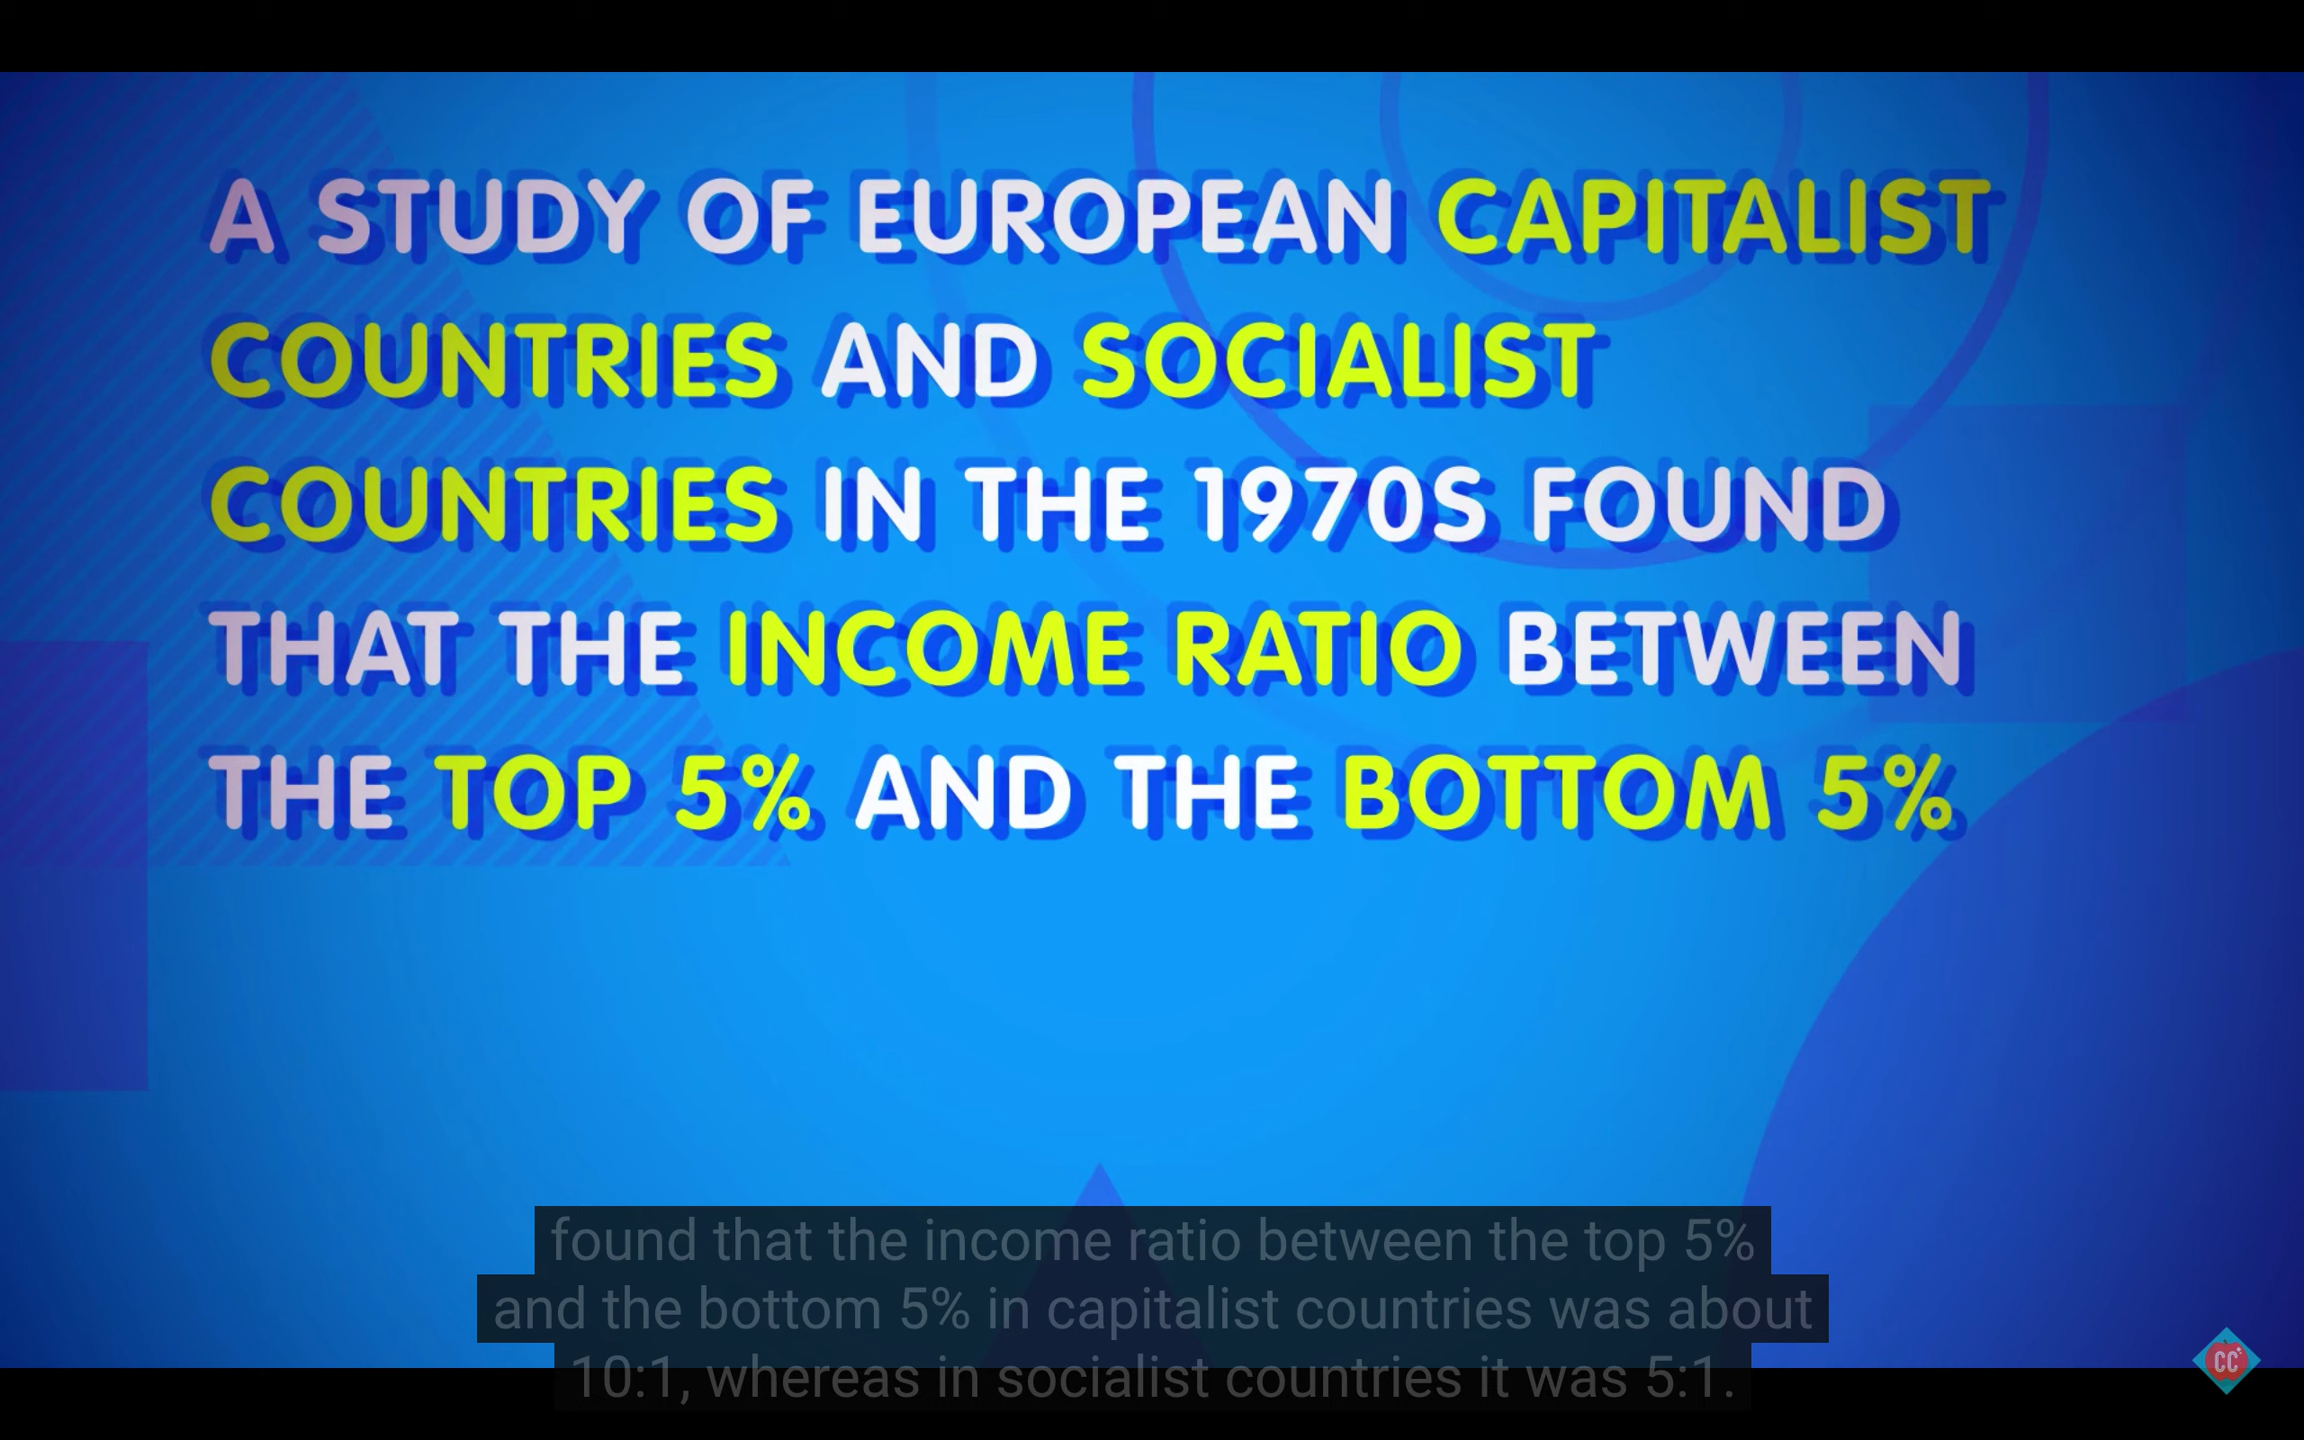 A STUDY OF EUROPEAN CAPITALIST
COUNTRIES AND SOCIALIST
COUNTRIES IN THE 1970S FOUND
THAT THE INCOME RATIO BETWEEN
THE TOP 5% AND THE BOTTOM 5%
found that the income ratio between the top 5%
and the bottom 5% in capitalist countries was about
10:1, whereas in socialist countries it was 5:1.
CC